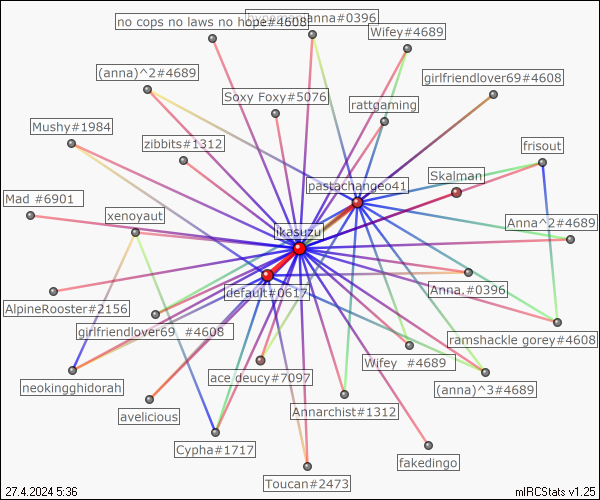 no cops no laws no hope#4608
anna#0396
Wifey#4689
(anna)^2#4689
girlfriendlover69#4608
Soxy Foxy#5076
rattgaming
Mushy#1984
zibbits#1312
frisout
Skalman
pastachangeo41
Mad #6901
xenoyaut
Anna^2#4689
ikasuzu
default#0617
Anna.#0396
AlpineRooster#2156
girlfriendlover69 #4608
ramshackle gorey#4608
Wifey #4689
ace deucy#7097
neokingghidorah
(anna)^3#4689
avelicious
Annarchist#1312
Cypha#1717
fakedingo
Toucan#2473
27.4.2024 5:36
mIRCStats v1.25